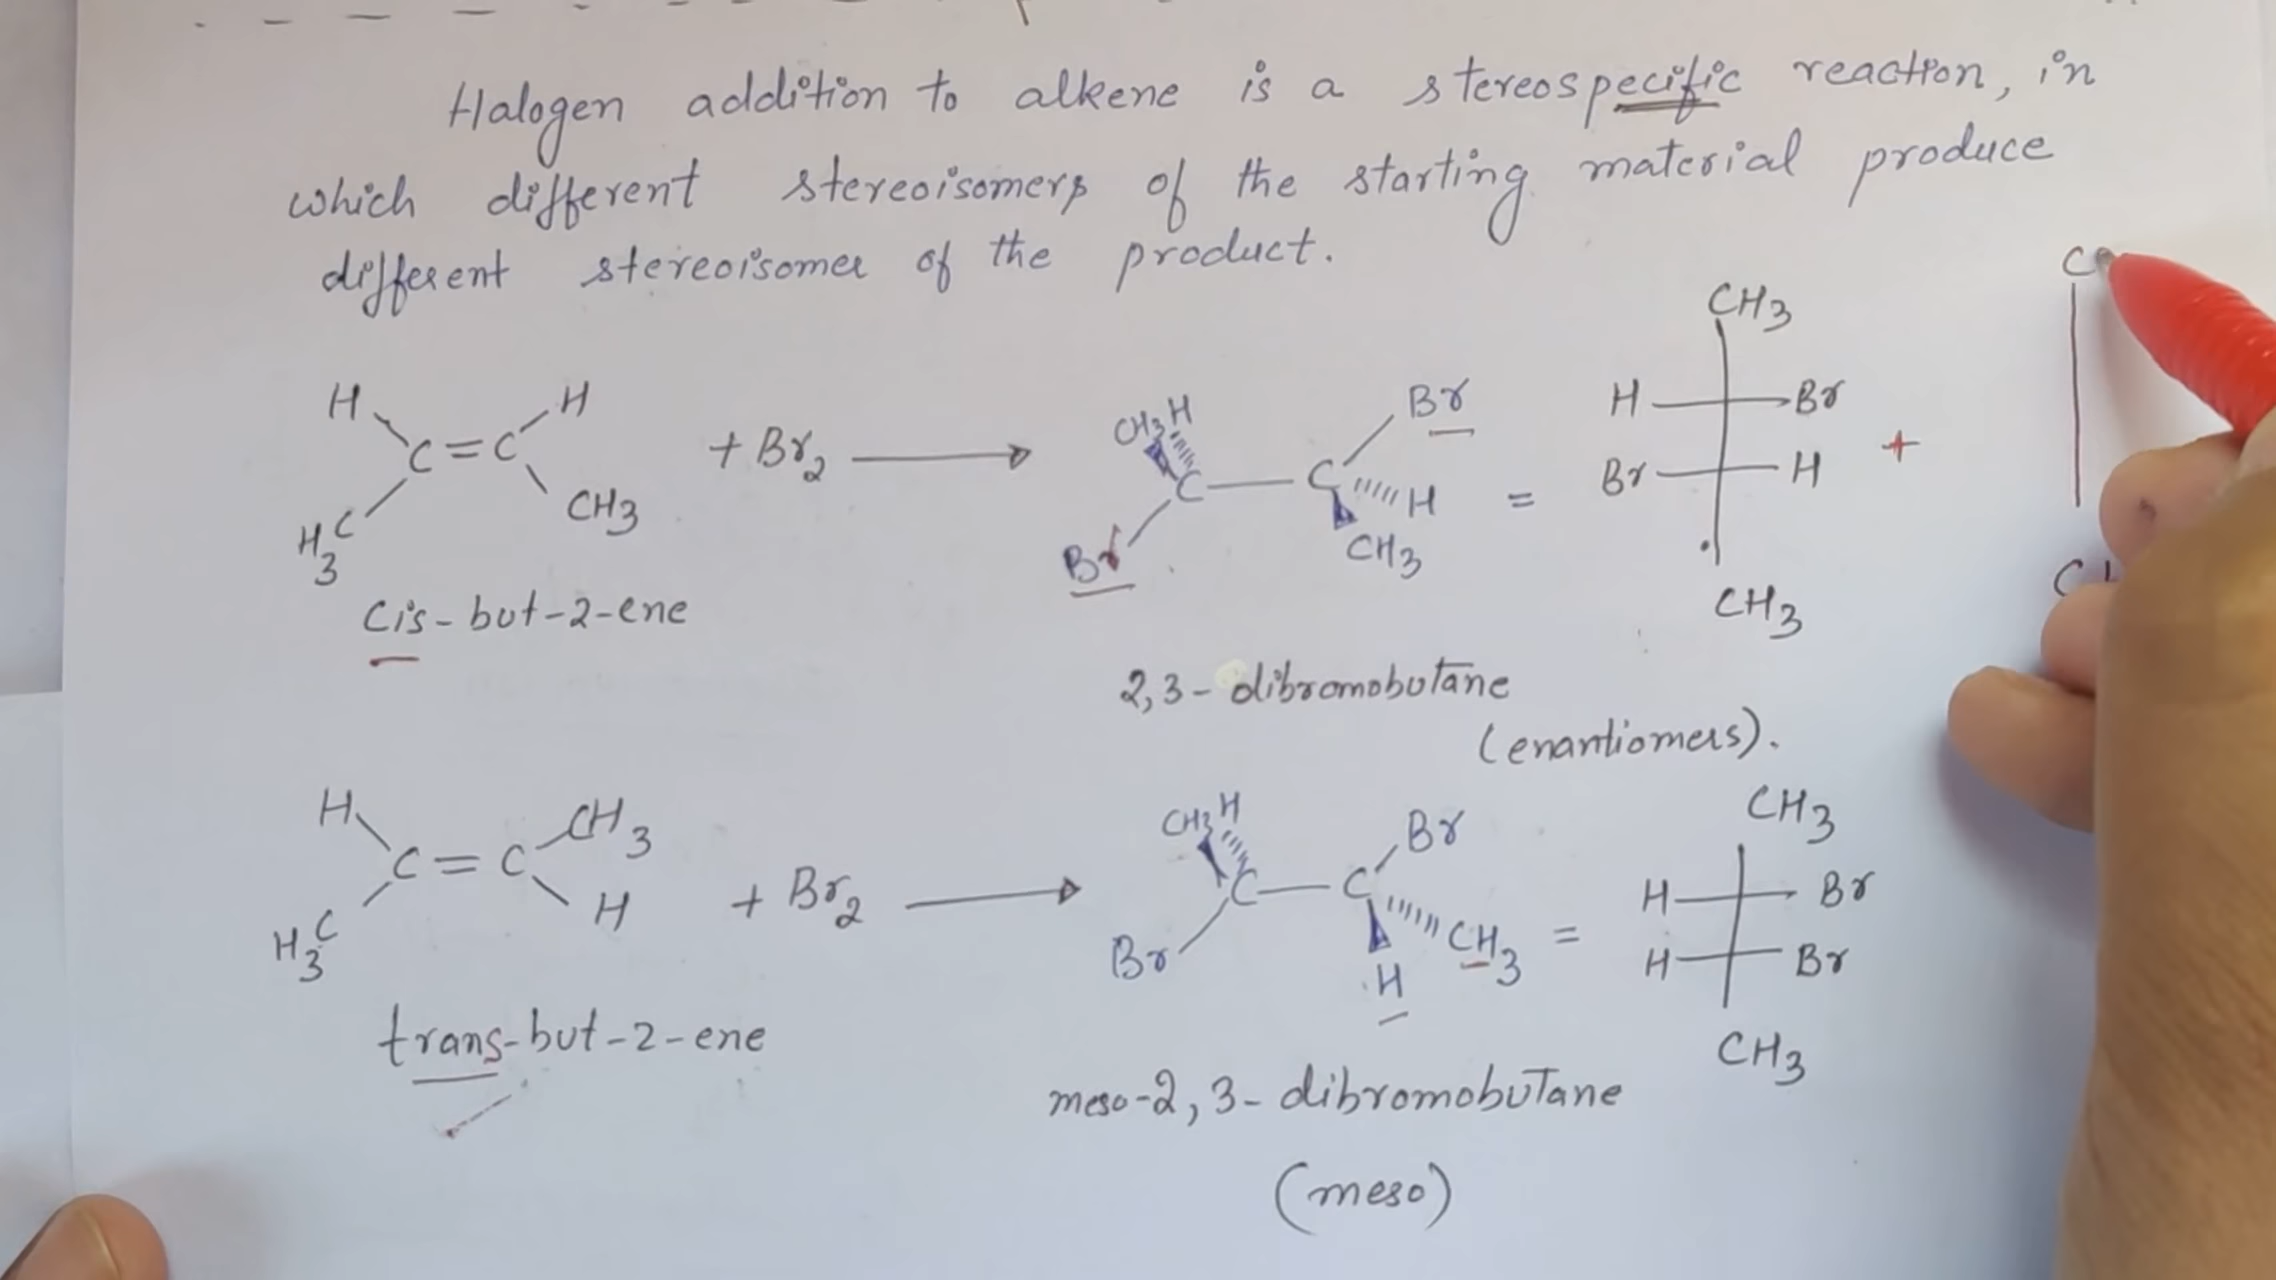 Halogen addition to alkene is a stereospecific reaction, in
which different stereoisomers of the starting material produce
different stereoisomer of the product.
H H
C=C
H3C CH3
+ Br2
cis-but-2-ene
CH3 H Br
C C H
Br CH3
=
CH3
H Br
Br H
CH3
+
C
C
2,3-dibromobutane
(enantiomers).
H CH3
C=C
H3C H
+ Br2
trans-but-2-ene
CH3 H Br
C C
Br CH3
H
=
CH3
H Br
H Br
CH3
meso-2,3-dibromobutane
(meso)